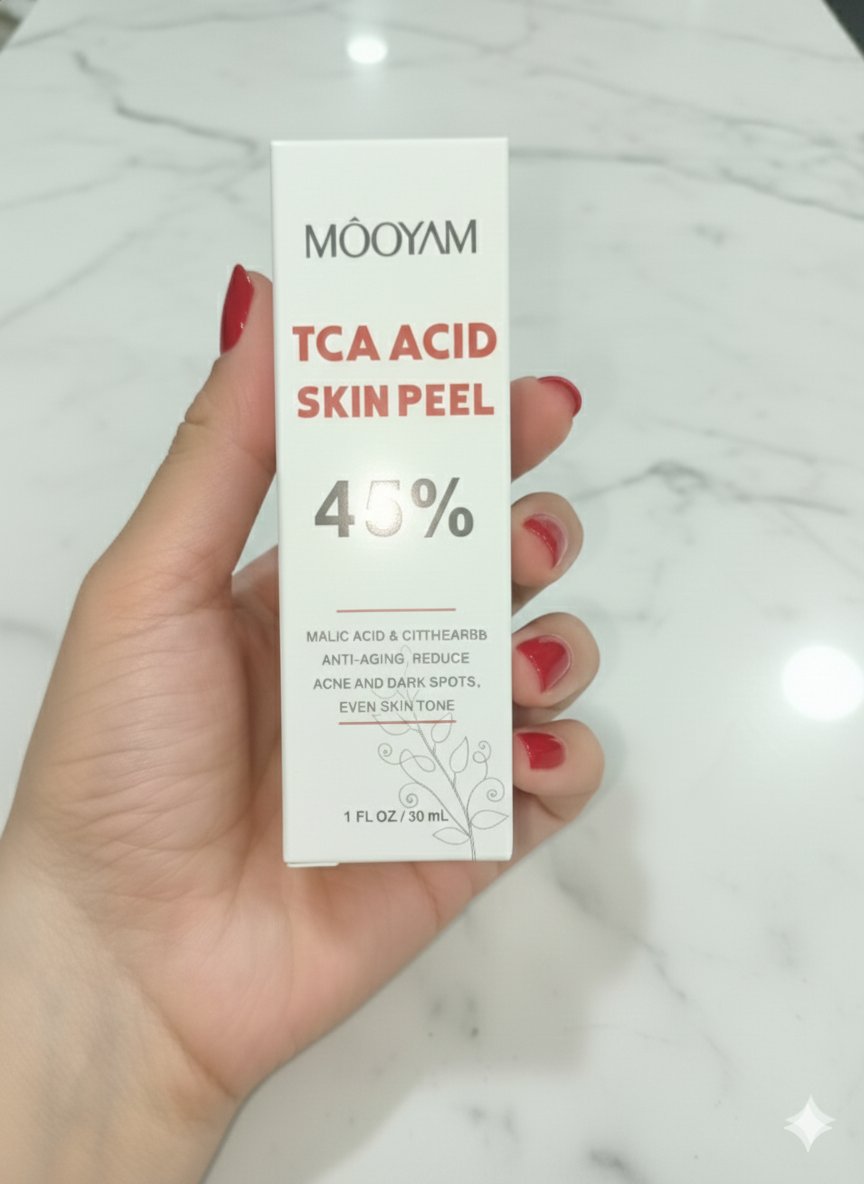 MÔOYAM
TCA ACID
SKIN PEEL
45%
MALIC ACID & CITTHEARBB
ANTI-AGING, REDUCE
ACNE AND DARK SPOTS,
EVEN SKIN TONE
1 FL OZ / 30 mL